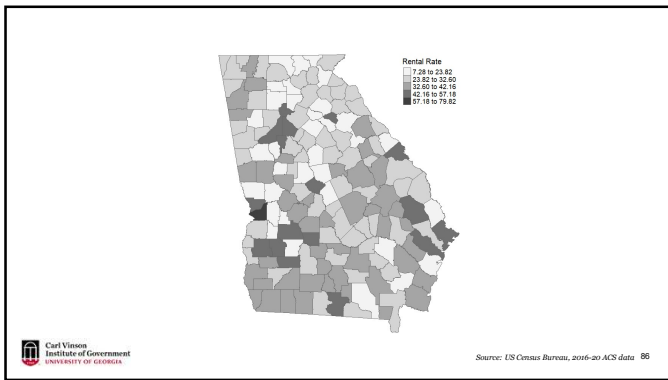 Rental Rate
7.28 to 23.82
23.82 to 32.60
32.60 to 42.16
42.16 to 57.18
57.18 to 79.82
Carl Vinson
Institute of Government
UNIVERSITY OF GEORGIA
Source: US Census Bureau, 2016-20 ACS data 86